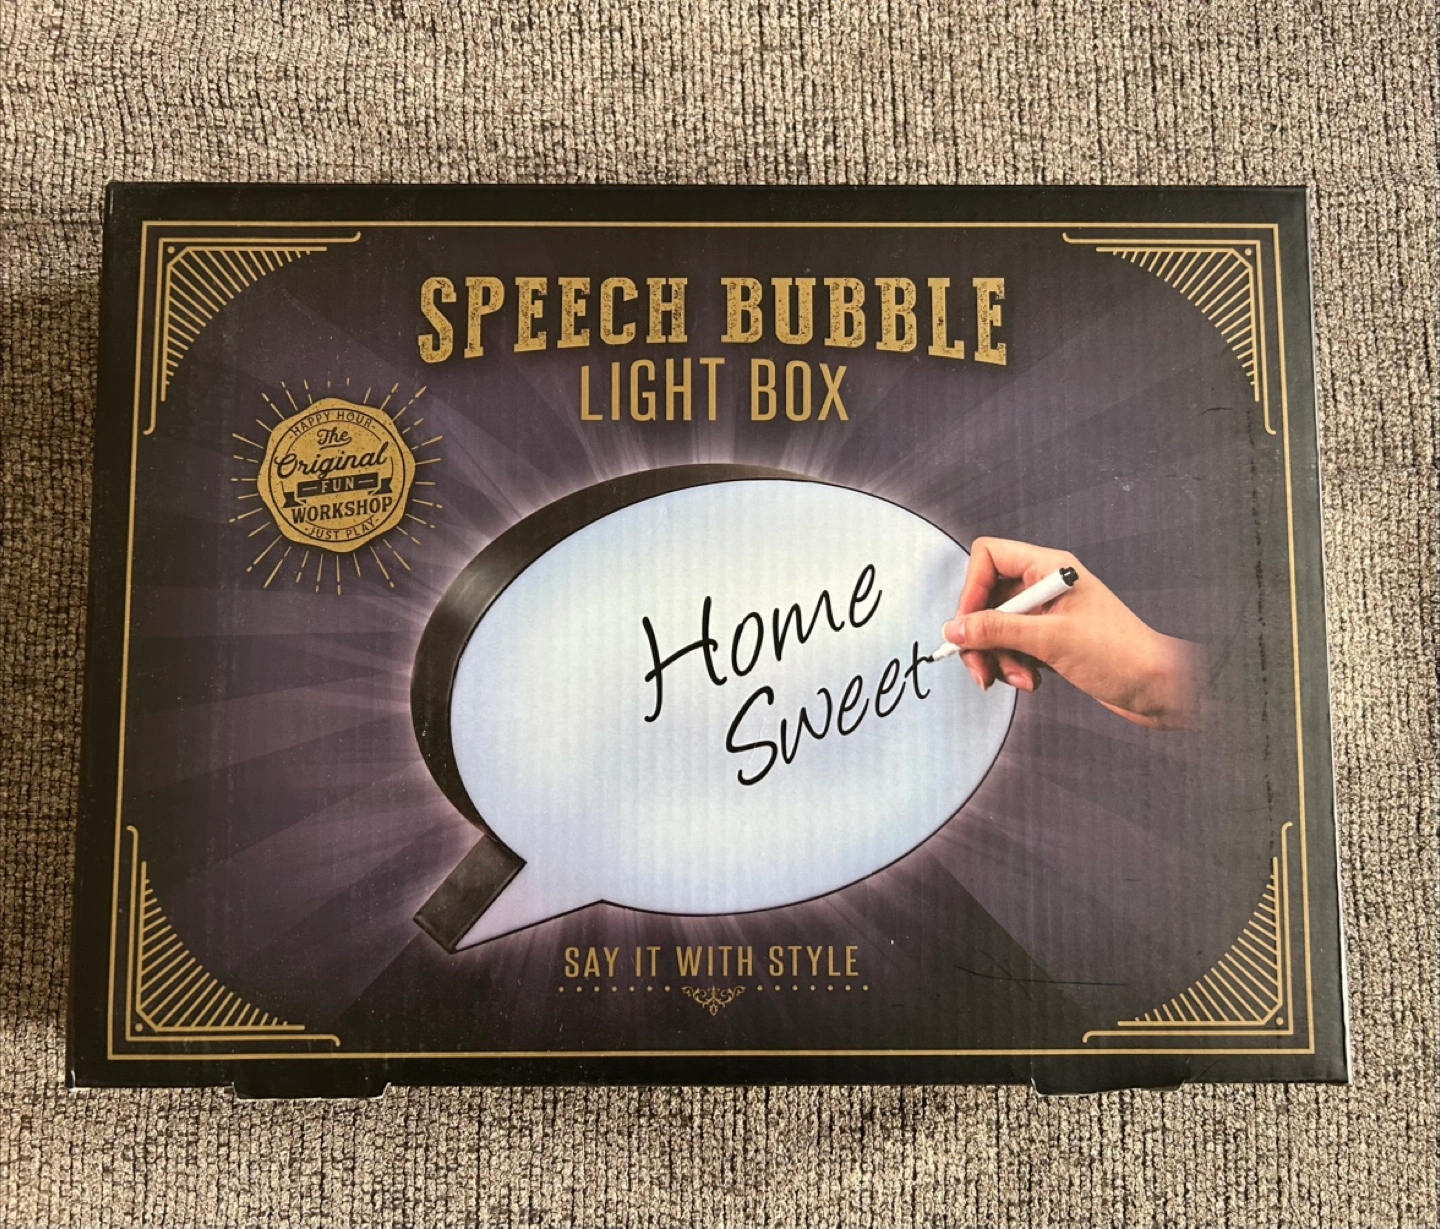 SPEECH BUBBLE
LIGHT BOX
HAPPY HOUR
The
Original
FUN
WORKSHOP
JUST PLAY
Home
Sweet
SAY IT WITH STYLE